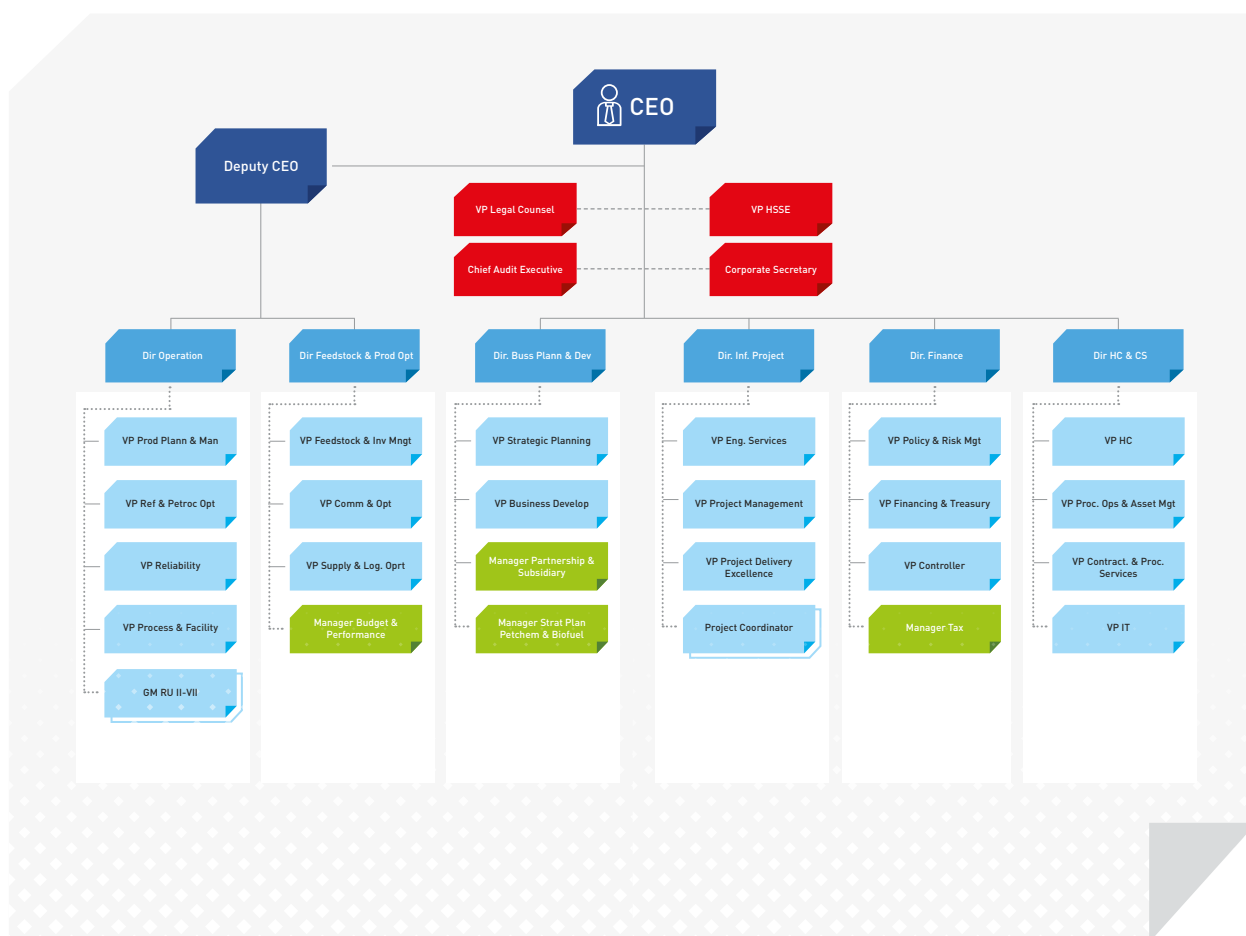 CEO
Deputy CEO
VP Legal Counsel
VP HSSE
Chief Audit Executive
Corporate Secretary
Dir Operation
Dir Feedstock & Prod Opt
Dir. Buss Plann & Dev
Dir. Inf. Project
Dir. Finance
Dir HC & CS
VP Prod Plann & Man
VP Ref & Petroc Opt
VP Reliability
VP Process & Facility
GM RU II-VII
VP Feedstock & Inv Mngt
VP Comm & Opt
VP Supply & Log. Oprt
Manager Budget &
Performance
VP Strategic Planning
VP Business Develop
Manager Partnership &
Subsidiary
Manager Strat Plan
Petchem & Biofuel
VP Eng. Services
VP Project Management
VP Project Delivery
Excellence
Project Coordinator
VP Policy & Risk Mgt
VP Financing & Treasury
VP Controller
Manager Tax
VP HC
VP Proc. Ops & Asset Mgt
VP Contract. & Proc.
Services
VP IT